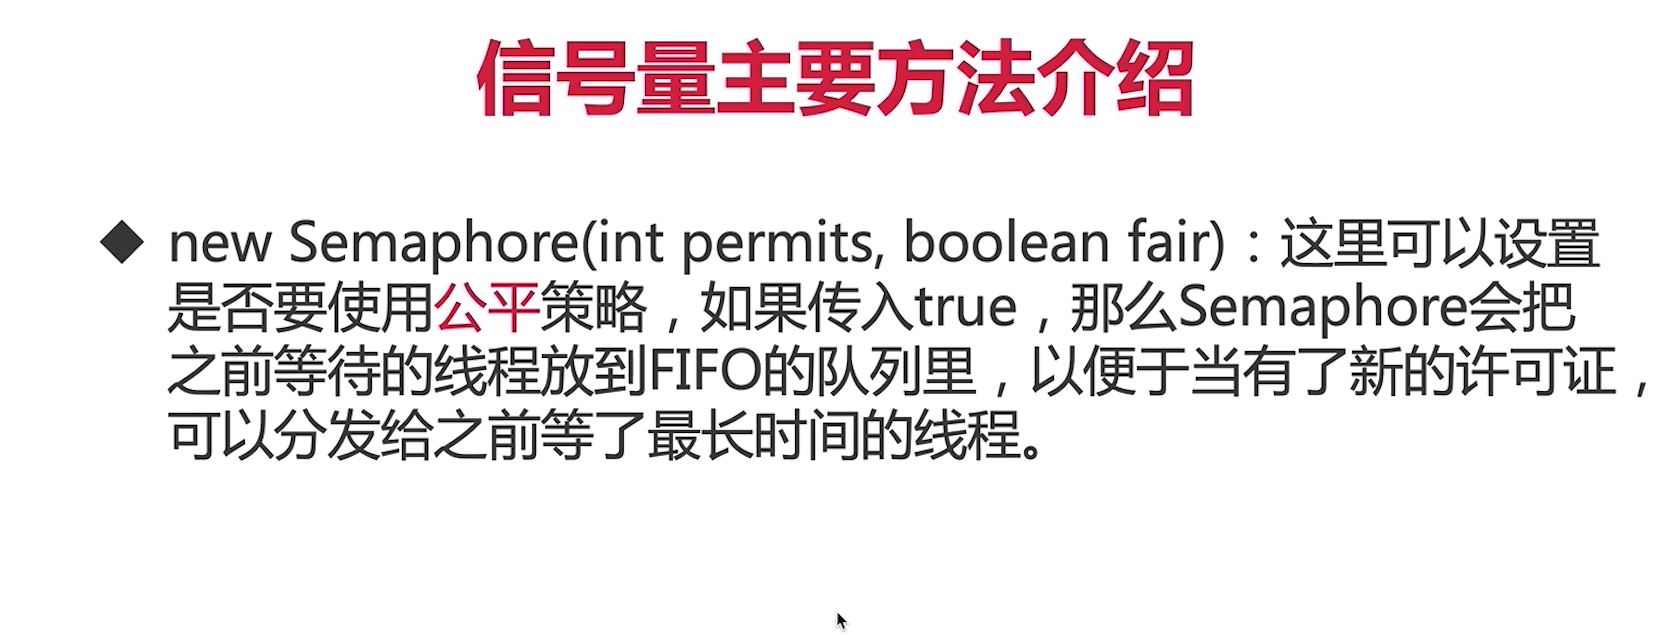 信号量主要方法介绍
◆ new Semaphore(int permits, boolean fair)：这里可以设置
是否要使用公平策略，如果传入true，那么Semaphore会把
之前等待的线程放到FIFO的队列里，以便于当有了新的许可证，
可以分发给之前等了最长时间的线程。